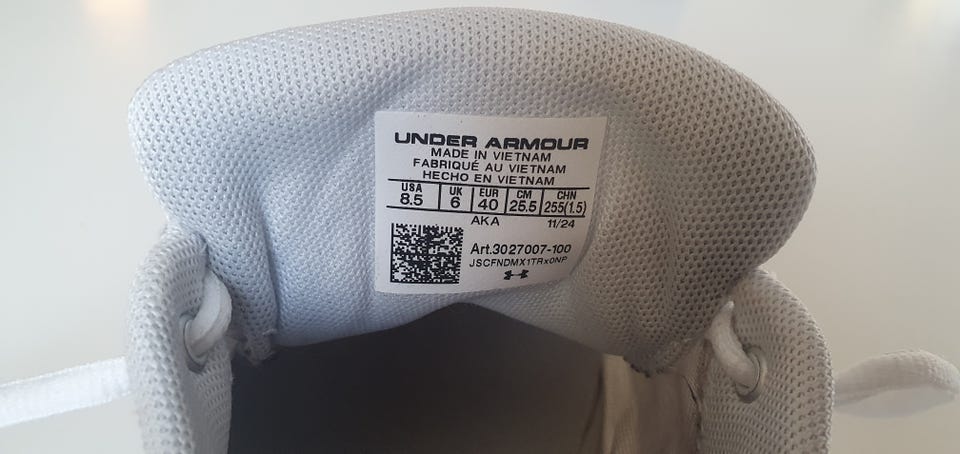 UNDER ARMOUR
MADE IN VIETNAM
FABRIQUÉ AU VIETNAM
HECHO EN VIETNAM
USA UK EUR CM CHN
8.5 6 40 25.5 255(1.5)
AKA 11/24
Art.3027007-100
JSCFNDMX1TRx0NP